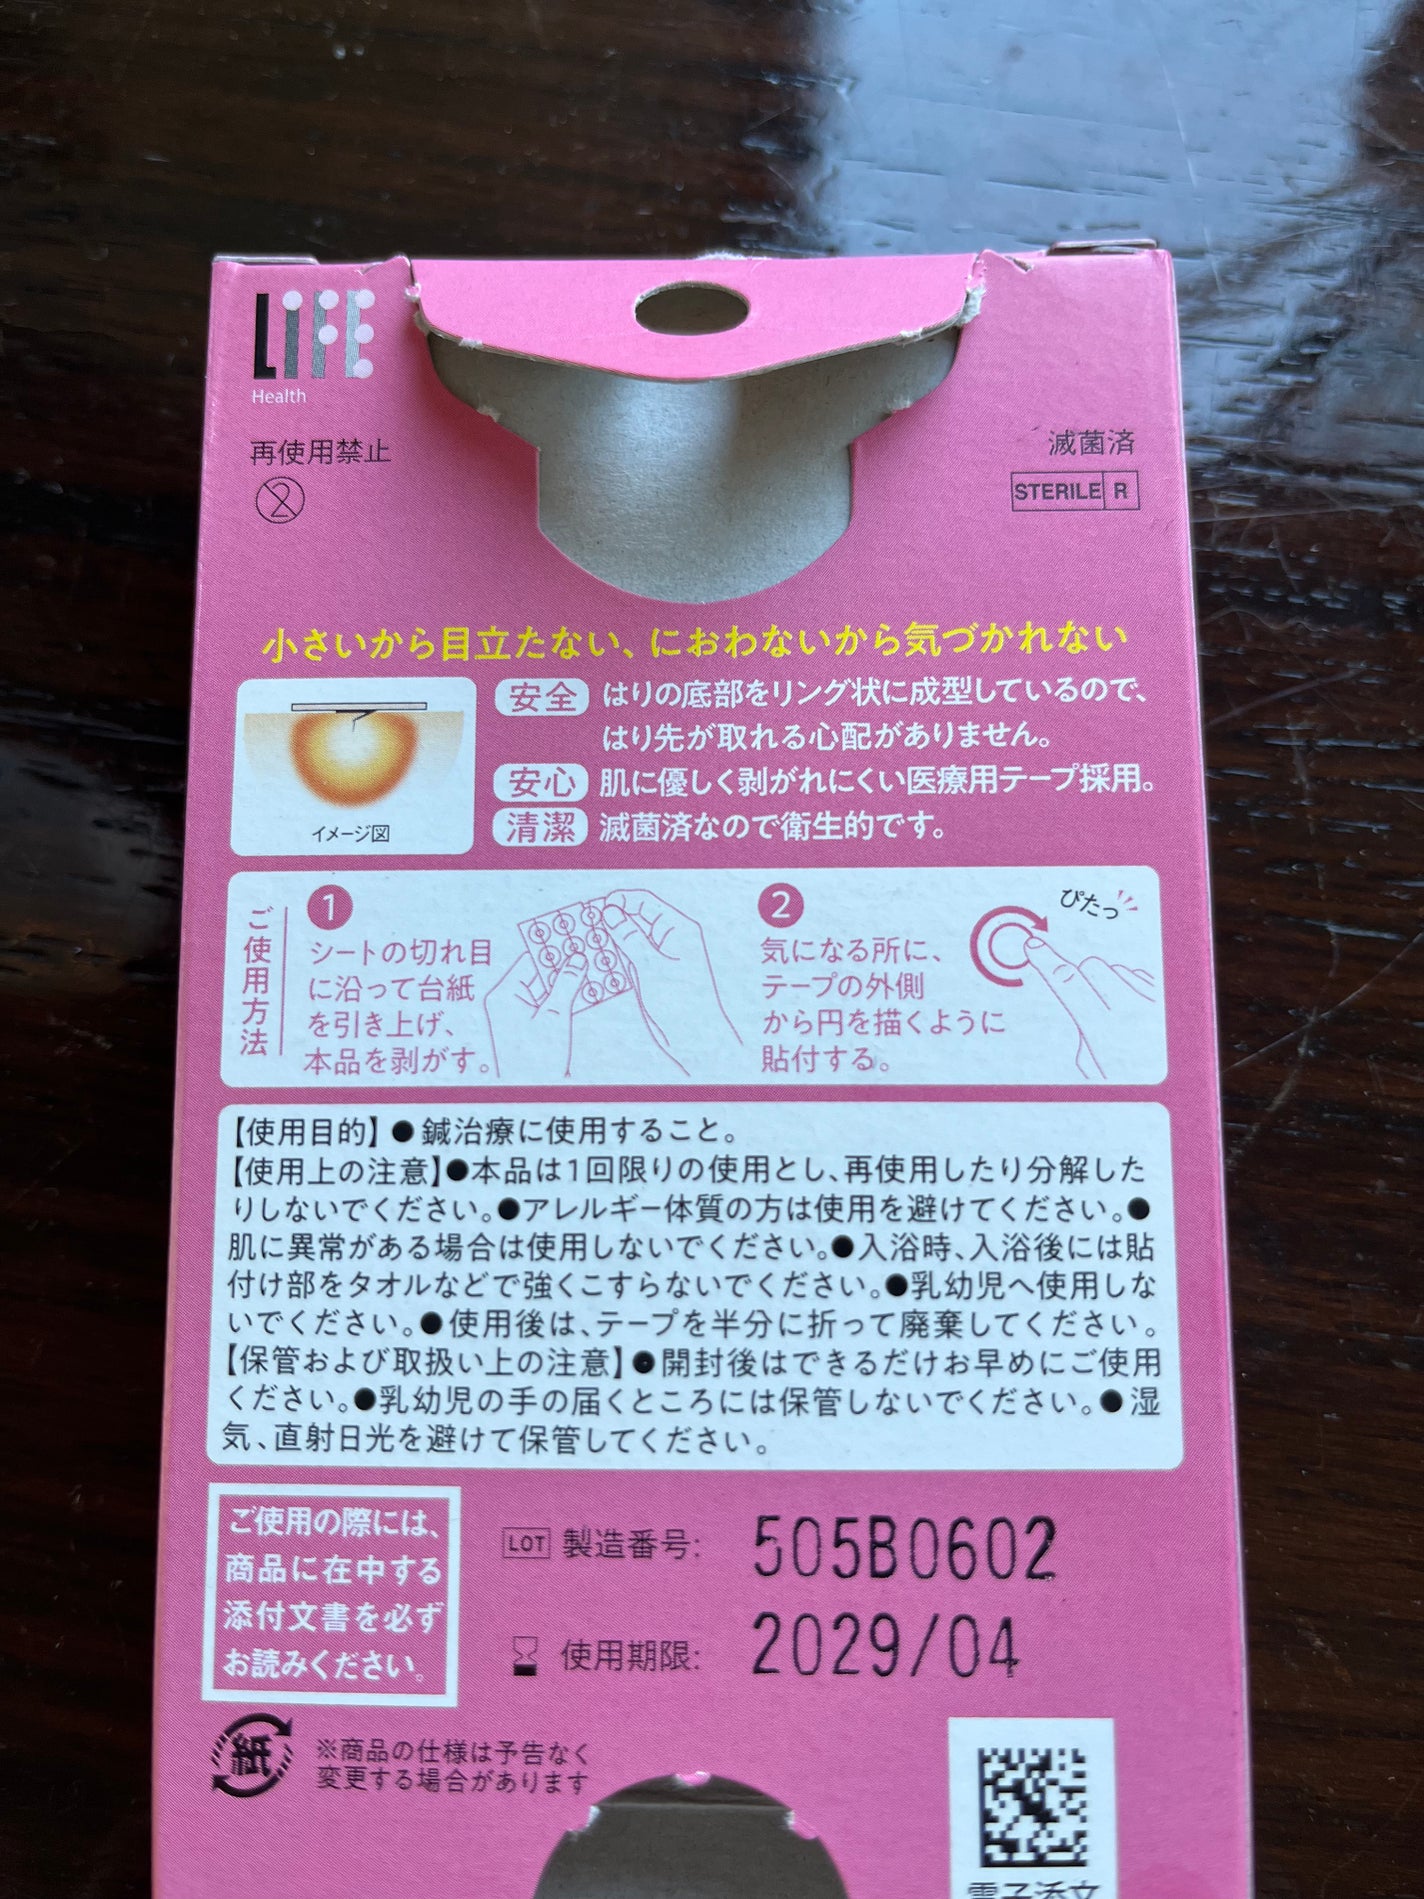 LIFE
Health
再使用禁止
2
滅菌済
STERILE R
小さいから目立たない、においわないから気づかれない
安全 はりの底部をリング状に成型しているので、
はり先が取れる心配がありません。
安心 肌に優しく剥がれにくい医療用テープ採用。
清潔 滅菌済なので衛生的です。
イメージ図
ご使用方法
1
シートの切れ目
に沿って台紙
を引き上げ、
本品を剥がす。
2
気になる所に、
テープの外側
から円を描くように
貼付する。
ぴたっ
【使用目的】●鍼治療に使用すること。
【使用上の注意】●本品は1回限りの使用とし、再使用したり分解した
りしないでください。●アレルギー体質の方は使用を避けてください。●
肌に異常がある場合は使用しないでください。●入浴時、入浴後には貼
付け部をタオルなどで強くこすらないでください。●乳幼児へ使用しな
いでください。●使用後は、テープを半分に折って廃棄してください。
【保管および取扱い上の注意】●開封後はできるだけお早めにご使用
ください。●乳幼児の手の届くところには保管しないでください。●湿
気、直射日光を避けて保管してください。
ご使用の際には、
商品に在中する
添付文書を必ず
お読みください。
LOT 製造番号: 505B0602
使用期限: 2029/04
紙
※商品の仕様は予告なく
変更する場合があります
電子添文